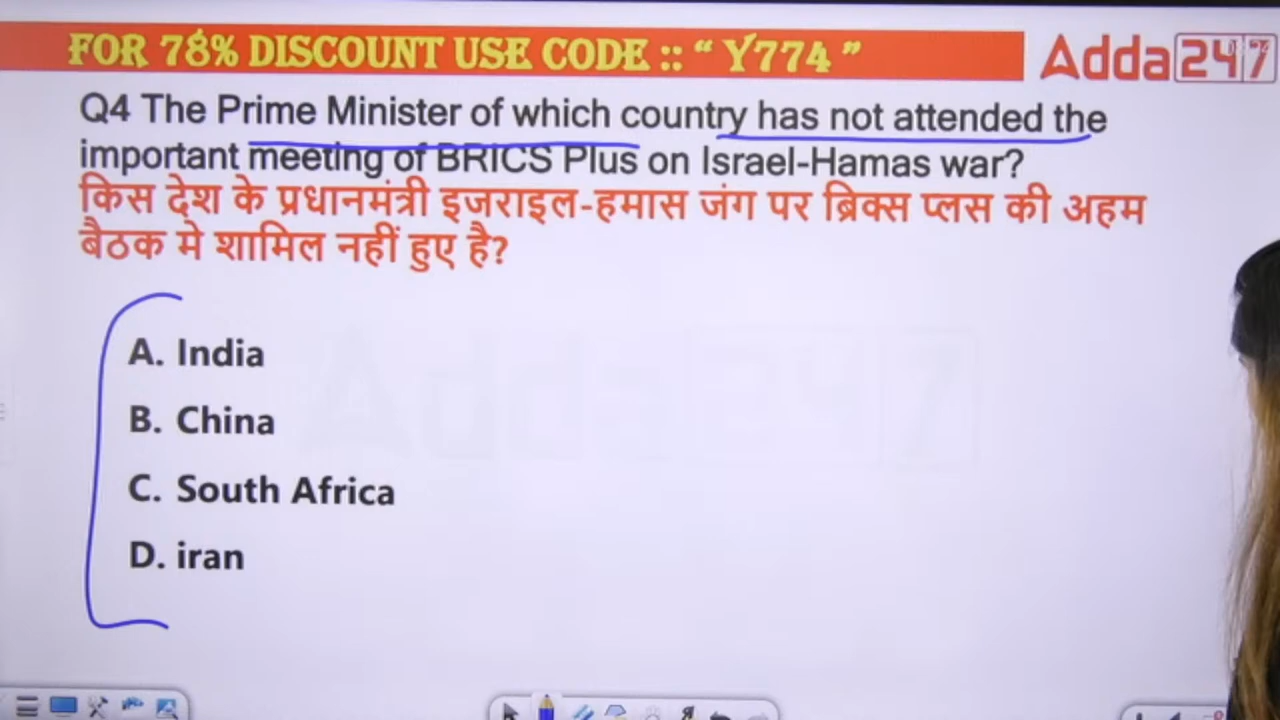 FOR 78% DISCOUNT USE CODE :: “ Y774 ”
Adda 247
Q4 The Prime Minister of which country has not attended the
important meeting of BRICS Plus on Israel-Hamas war?
किस देश के प्रधानमंत्री इजराइल-हमास जंग पर ब्रिक्स प्लस की अहम
बैठक मे शामिल नहीं हुए है?
A. India
B. China
C. South Africa
D. iran